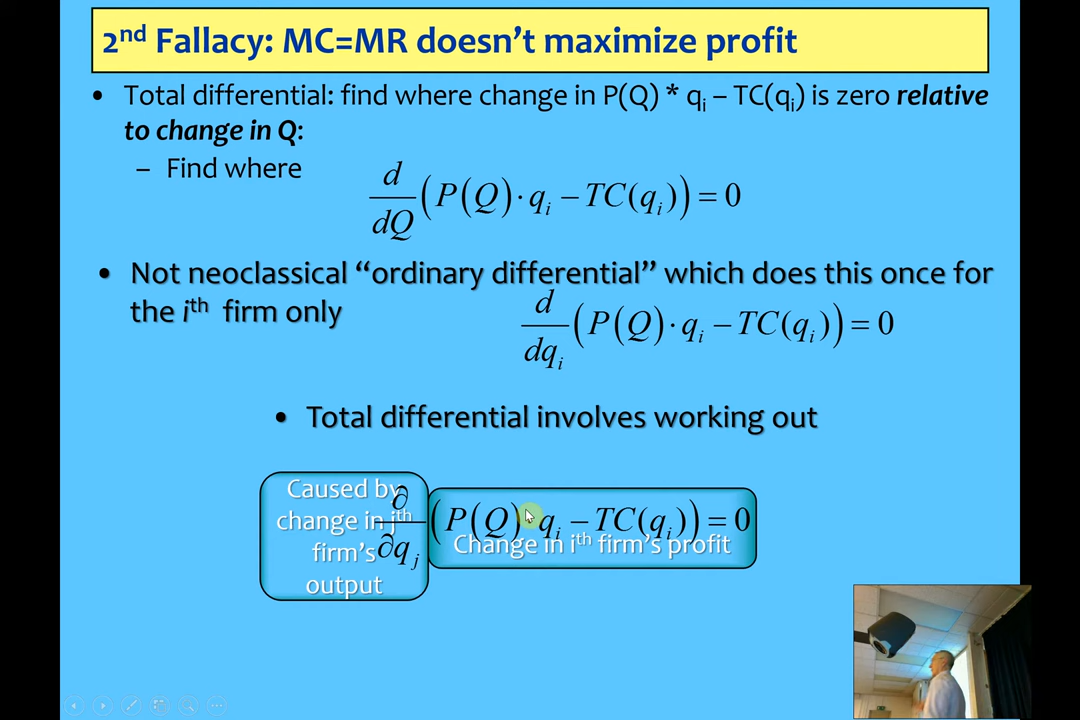 2nd Fallacy: MC=MR doesn’t maximize profit
• Total differential: find where change in P(Q) * qi – TC(qi) is zero relative
to change in Q:
– Find where
d/dQ (P(Q)·qi – TC(qi)) = 0
• Not neoclassical “ordinary differential” which does this once for
the ith firm only
d/dqi (P(Q)·qi – TC(qi)) = 0
• Total differential involves working out
Caused by
change in jth
firm’s
output
∂/∂qj (P(Q)·qi – TC(qi)) = 0
Change in ith firm’s profit